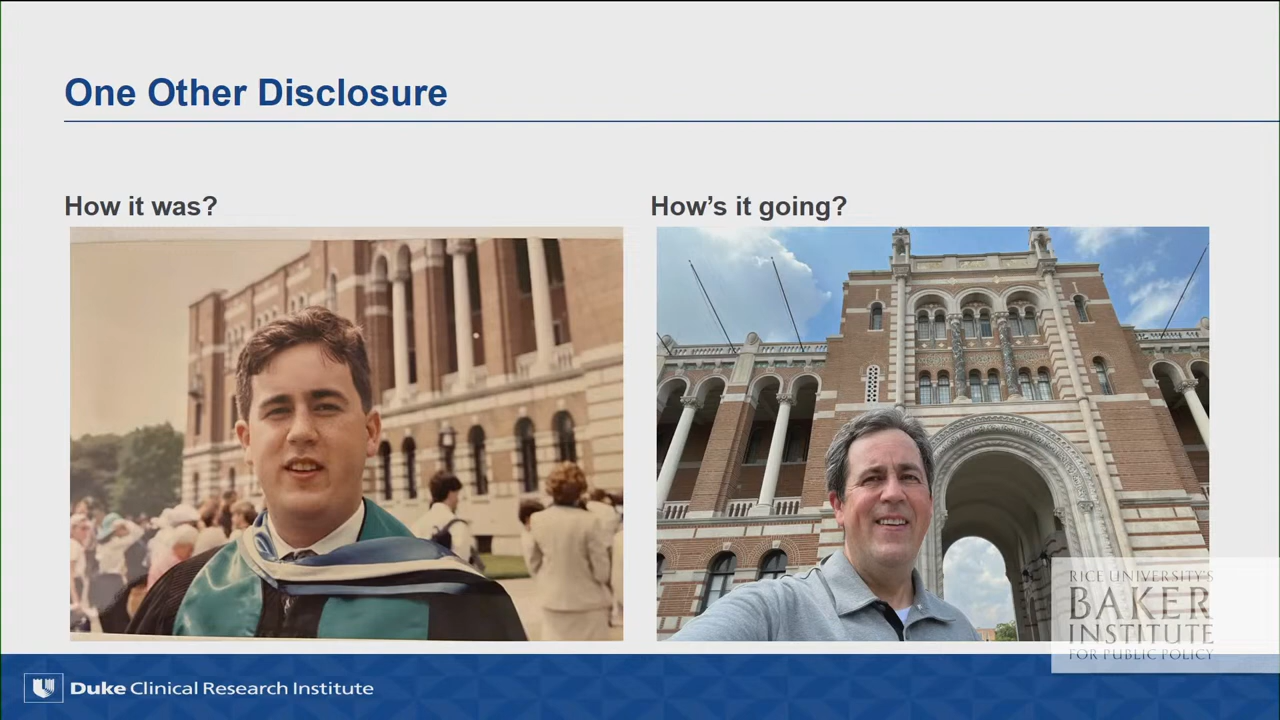 One Other Disclosure
How it was?
How's it going?
RICE UNIVERSITY'S
BAKER
INSTITUTE
FOR PUBLIC POLICY
Duke Clinical Research Institute